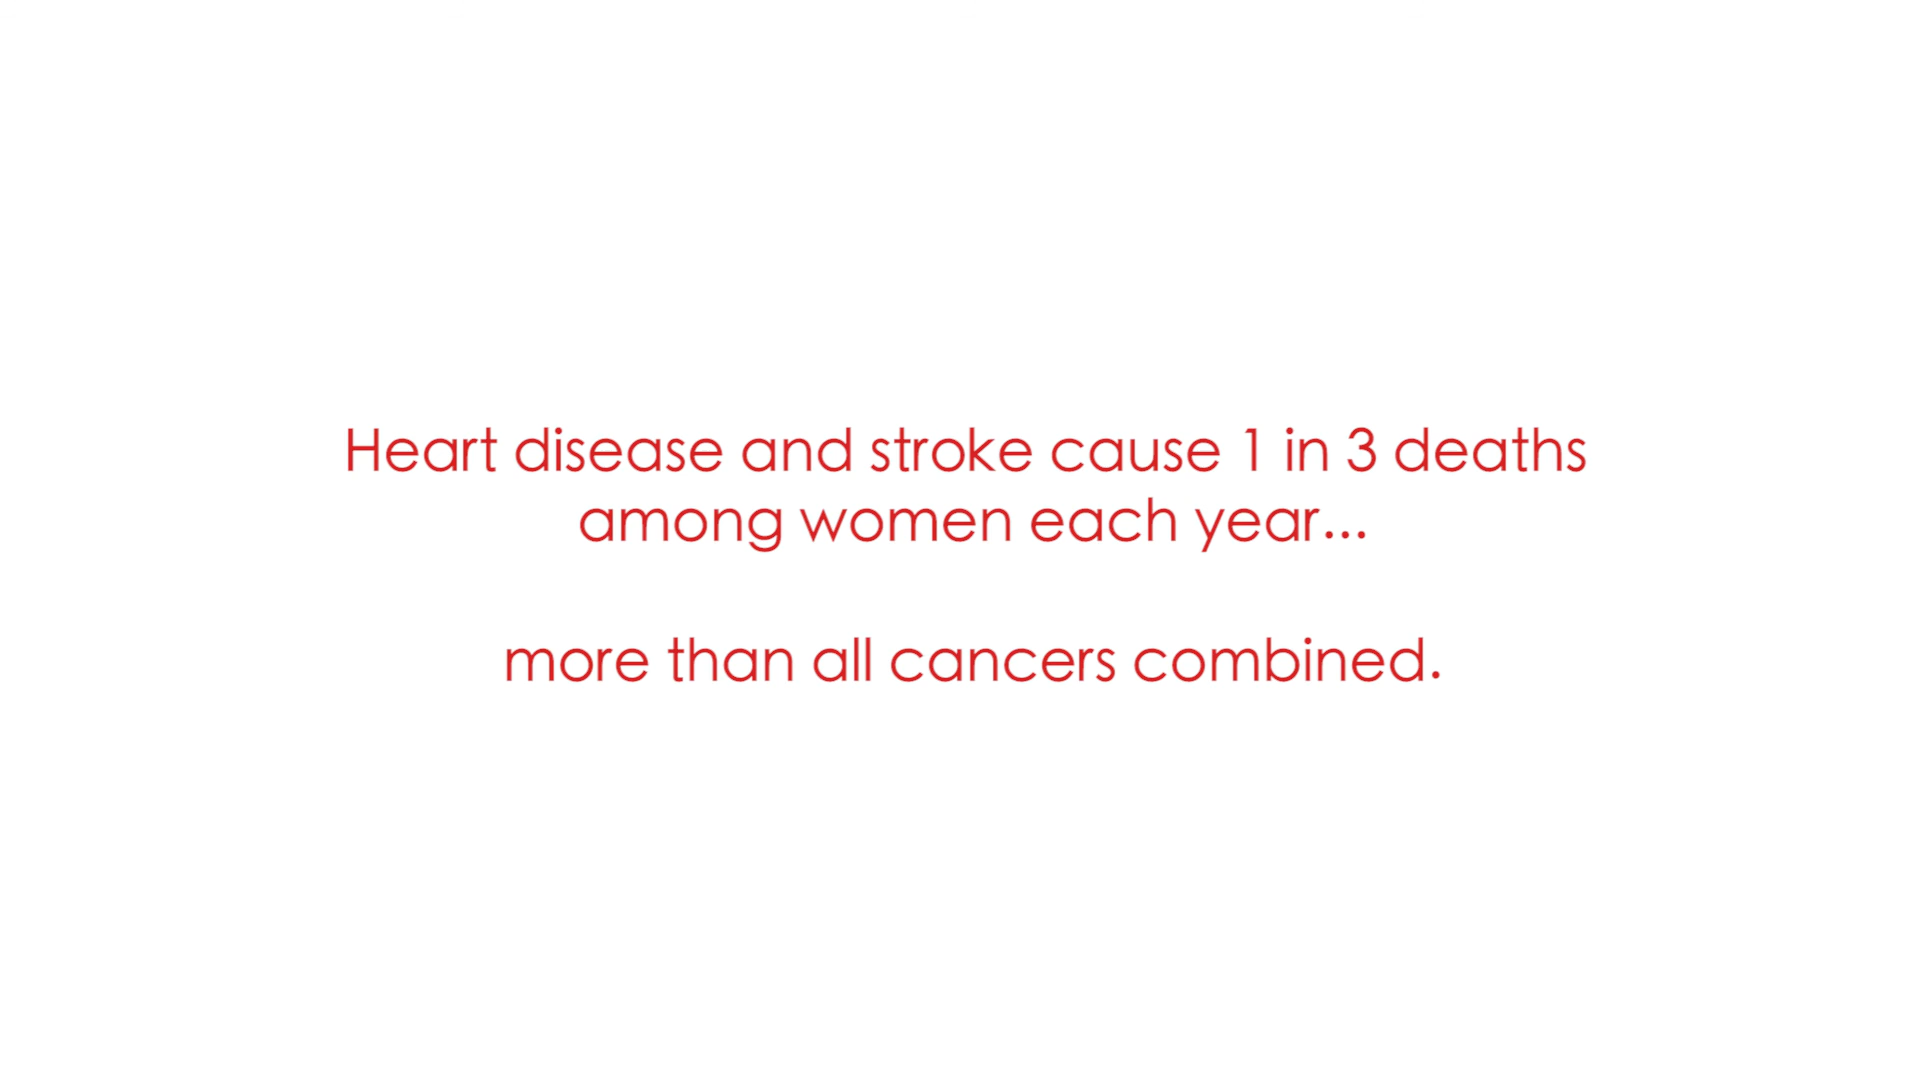 Heart disease and stroke cause 1 in 3 deaths
among women each year...
more than all cancers combined.